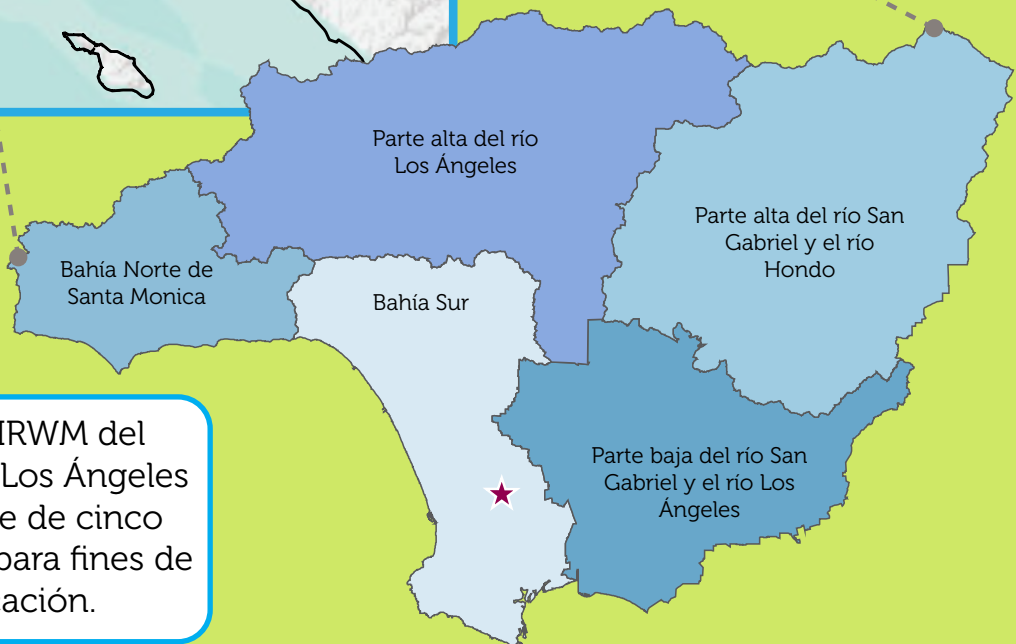 Parte alta del río
Los Ángeles
Parte alta del río San
Gabriel y el río
Hondo
Bahía Norte de
Santa Monica
Bahía Sur
Parte baja del río San
Gabriel y el río Los
Ángeles
IRWM del
Los Ángeles
e de cinco
para fines de
ación.